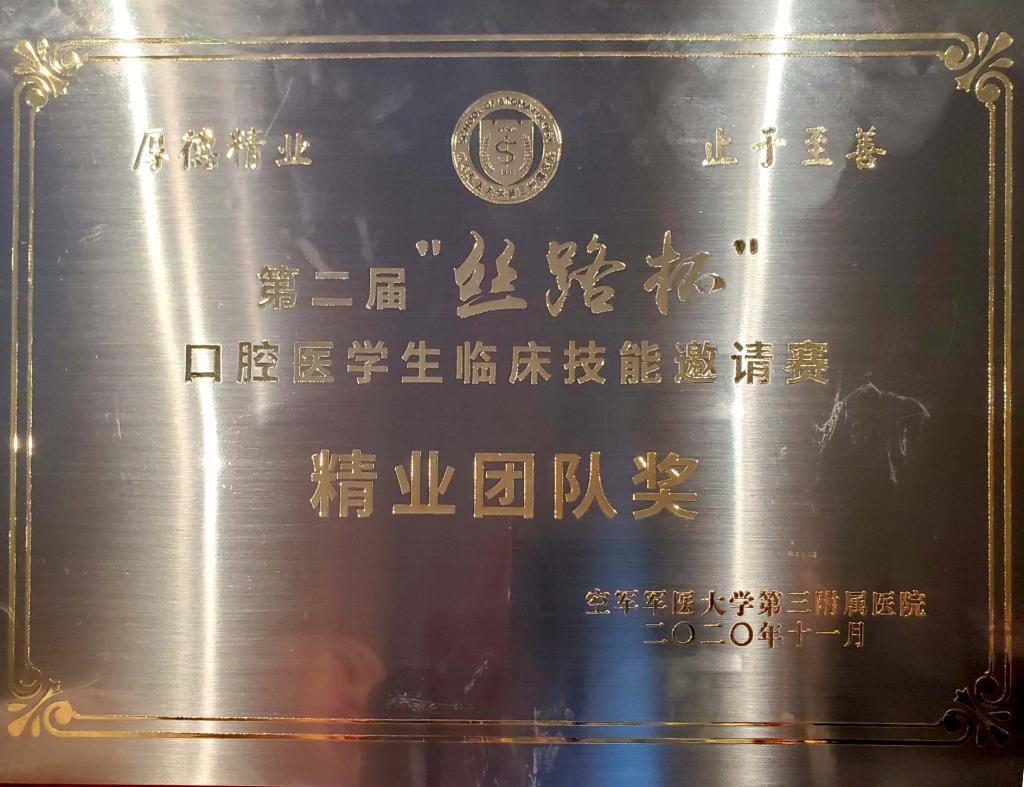 厚德精业 止于至善
第二届"丝路杯"
口腔医学生临床技能邀请赛
精业团队奖
空军军医大学第三附属医院
二〇二〇年十一月